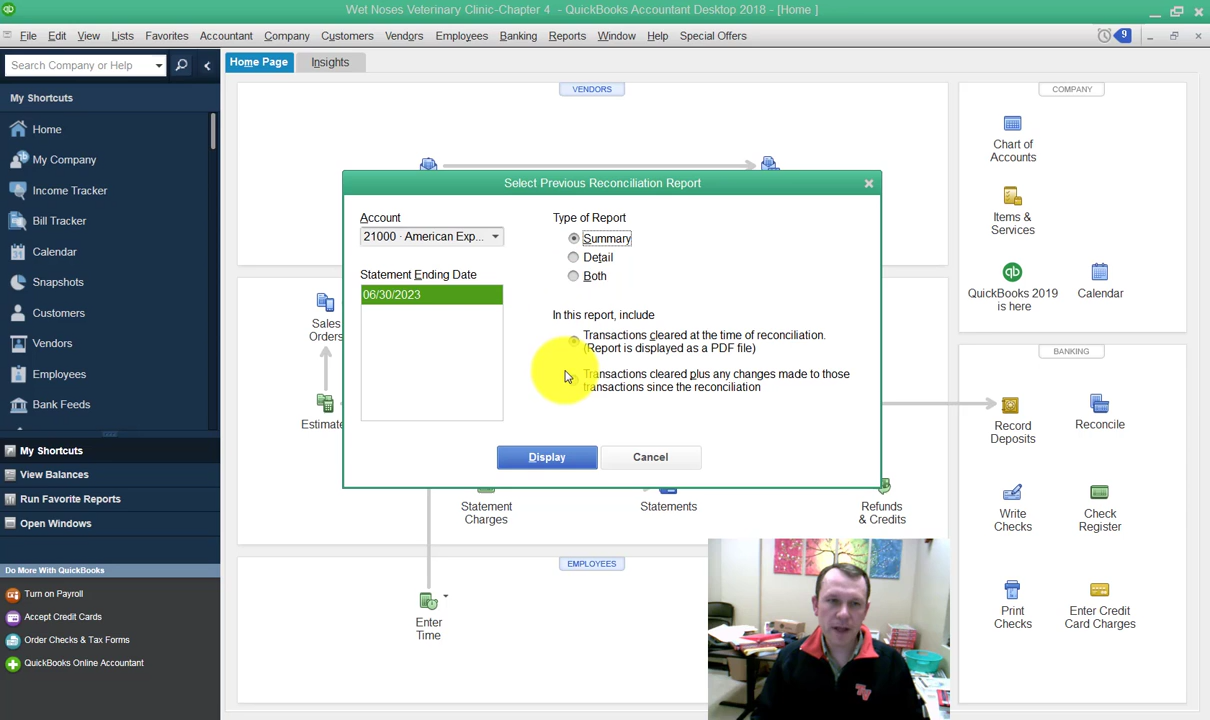 Wet Noses Veterinary Clinic-Chapter 4 - QuickBooks Accountant Desktop 2018 - [Home ]
File Edit View Lists Favorites Accountant Company Customers Vendors Employees Banking Reports Window Help Special Offers
9
Search Company or Help
Home Page
Insights
My Shortcuts
Home
My Company
Income Tracker
Bill Tracker
Calendar
Snapshots
Customers
Vendors
Employees
Bank Feeds
My Shortcuts
View Balances
Run Favorite Reports
Open Windows
Do More With QuickBooks
Turn on Payroll
Accept Credit Cards
Order Checks & Tax Forms
QuickBooks Online Accountant
VENDORS
Select Previous Reconciliation Report
Account
21000 · American Exp...
Statement Ending Date
06/30/2023
Type of Report
Summary
Detail
Both
In this report, include
Transactions cleared at the time of reconciliation.
(Report is displayed as a PDF file)
Transactions cleared plus any changes made to those
transactions since the reconciliation
Display
Cancel
Sales
Orders
Estimate
Statement
Charges
Statements
Refunds
& Credits
EMPLOYEES
Enter
Time
COMPANY
Chart of
Accounts
Items &
Services
qb
QuickBooks 2019
is here
Calendar
BANKING
Record
Deposits
Reconcile
Write
Checks
Check
Register
Print
Checks
Enter Credit
Card Charges